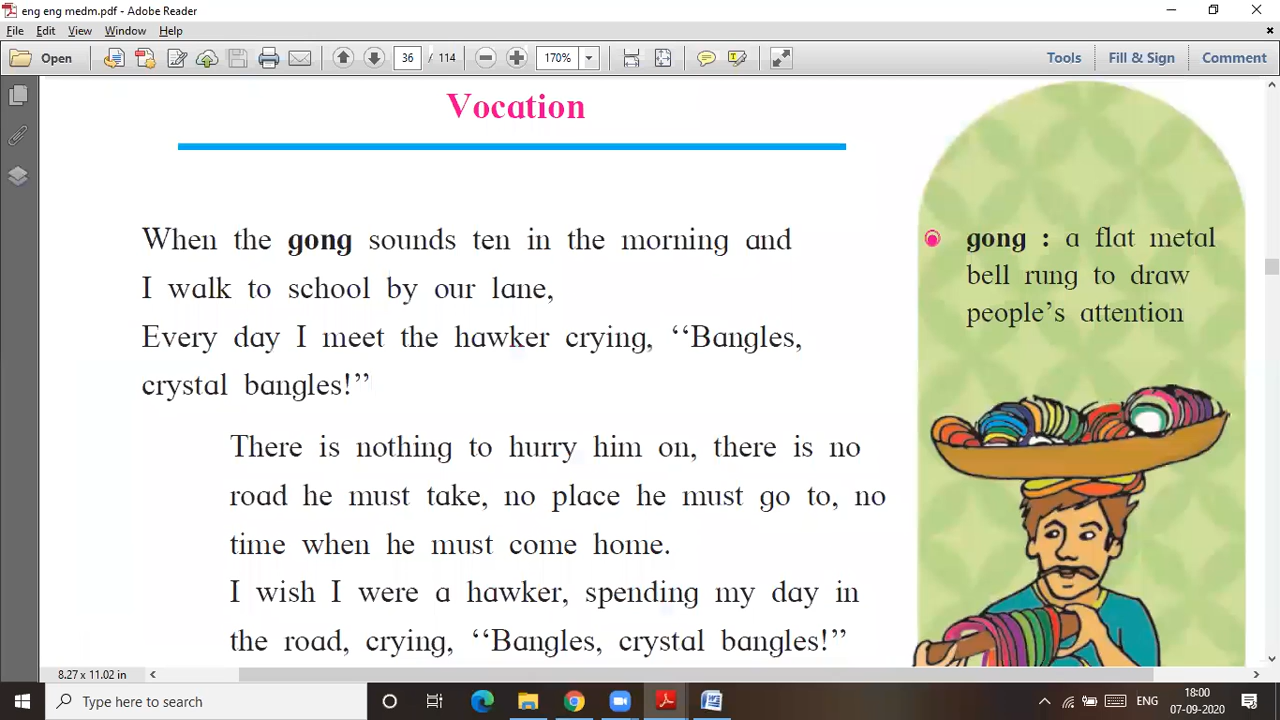 eng eng medm.pdf - Adobe Reader
File Edit View Window Help
Open 36 / 114 170% Tools Fill & Sign Comment
Vocation
When the gong sounds ten in the morning and
I walk to school by our lane,
Every day I meet the hawker crying, ‘‘Bangles,
crystal bangles!’’
There is nothing to hurry him on, there is no
road he must take, no place he must go to, no
time when he must come home.
I wish I were a hawker, spending my day in
the road, crying, ‘‘Bangles, crystal bangles!’’
gong : a flat metal
bell rung to draw
people’s attention
8.27 x 11.02 in
Type here to search
ENG
18:00
07-09-2020